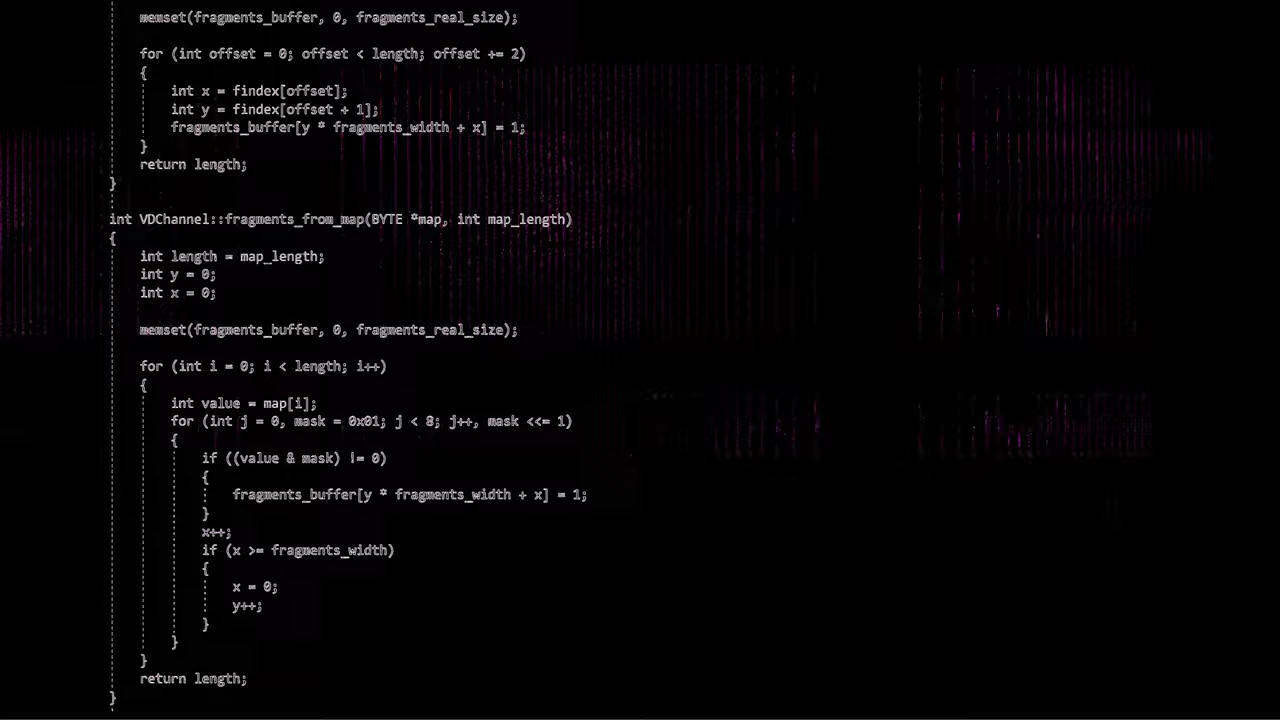 memset(fragments_buffer, 0, fragments_real_size);
for (int offset = 0; offset < length; offset += 2)
{
int x = findex[offset];
int y = findex[offset + 1];
fragments_buffer[y * fragments_width + x] = 1;
}
return length;
}
int VDChannel::fragments_from_map(BYTE *map, int map_length)
{
int length = map_length;
int y = 0;
int x = 0;
memset(fragments_buffer, 0, fragments_real_size);
for (int i = 0; i < length; i++)
{
int value = map[i];
for (int j = 0, mask = 0x01; j < 8; j++, mask <<= 1)
{
if ((value & mask) != 0)
{
fragments_buffer[y * fragments_width + x] = 1;
}
x++;
if (x >= fragments_width)
{
x = 0;
y++;
}
}
}
return length;
}